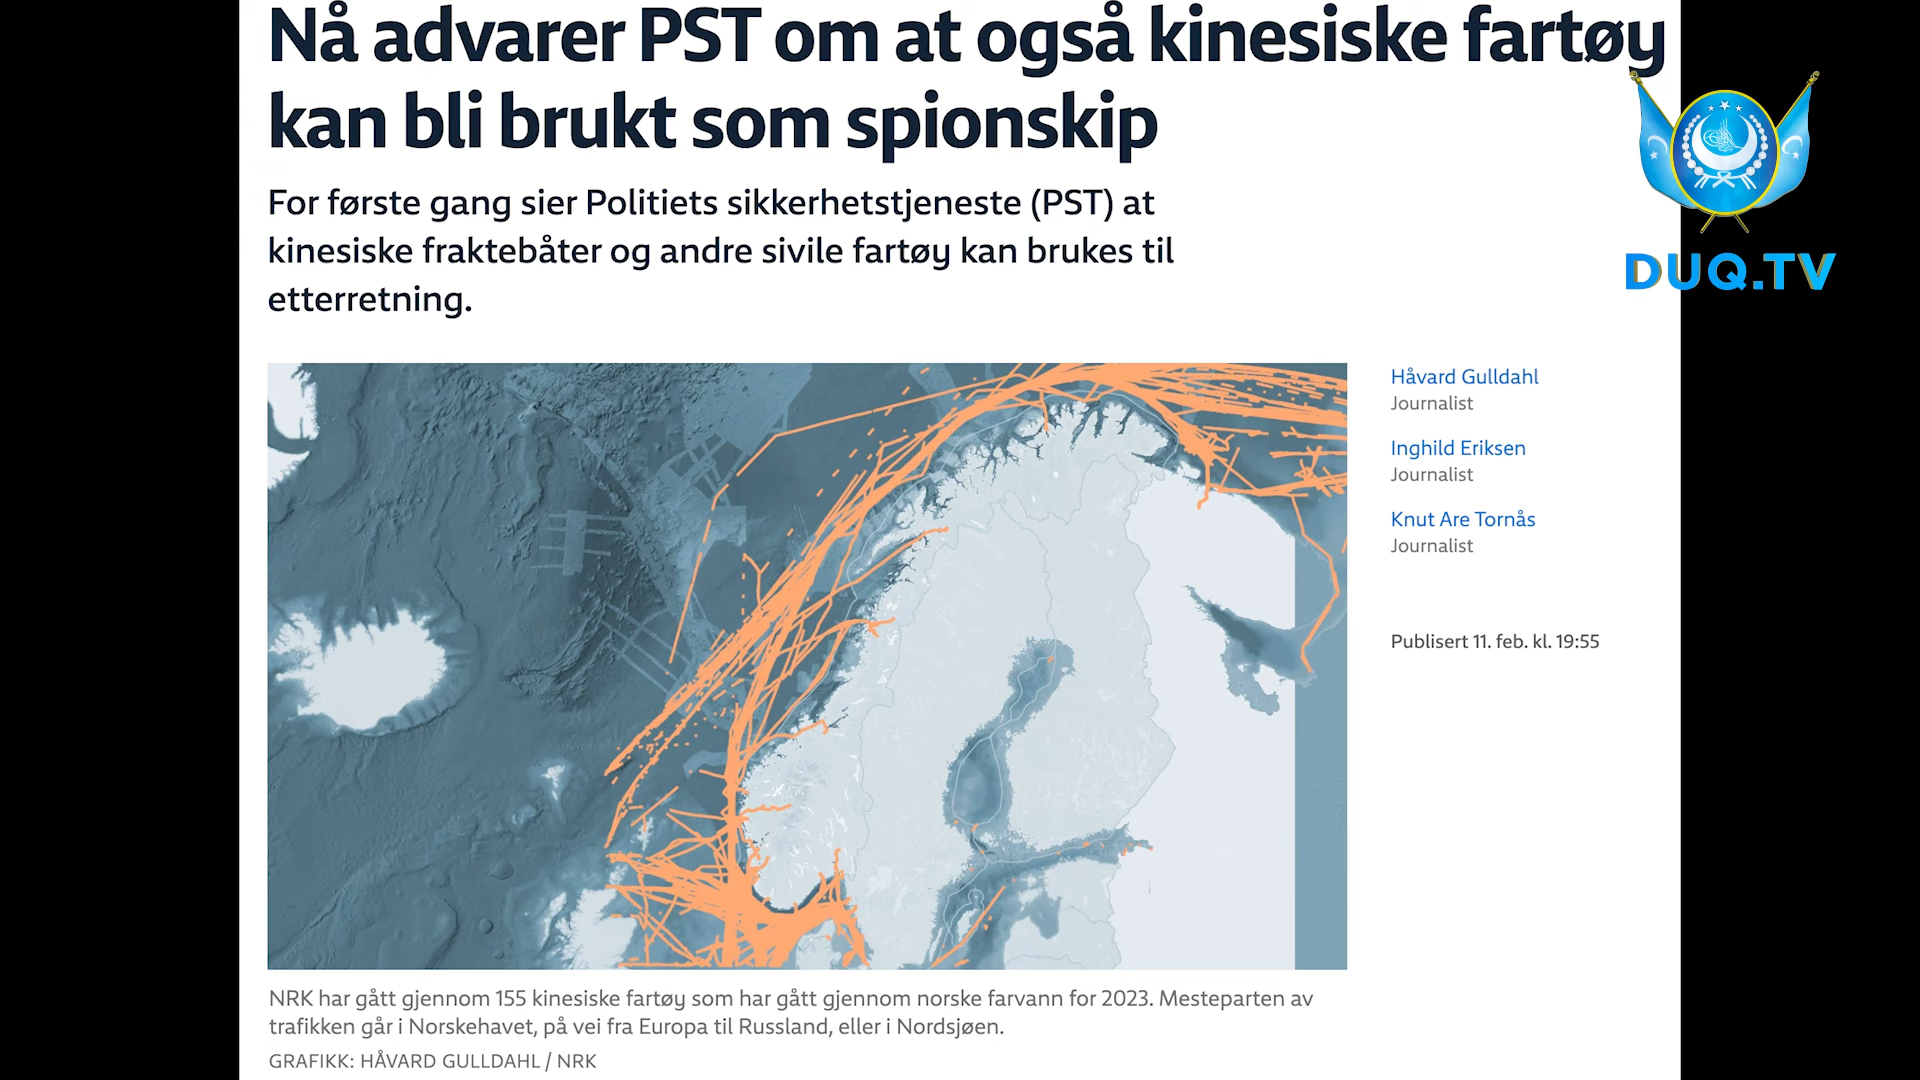 Nå advarer PST om at også kinesiske fartøy
kan bli brukt som spionskip
DUQ.TV
For første gang sier Politiets sikkerhetstjeneste (PST) at
kinesiske fraktebåter og andre sivile fartøy kan brukes til
etterretning.
Håvard Gulldahl
Journalist
Inghild Eriksen
Journalist
Knut Are Tornås
Journalist
Publisert 11. feb. kl. 19:55
NRK har gått gjennom 155 kinesiske fartøy som har gått gjennom norske farvann for 2023. Mesteparten av
trafikken går i Norskehavet, på vei fra Europa til Russland, eller i Nordsjøen.
GRAFIKK: HÅVARD GULLDAHL / NRK